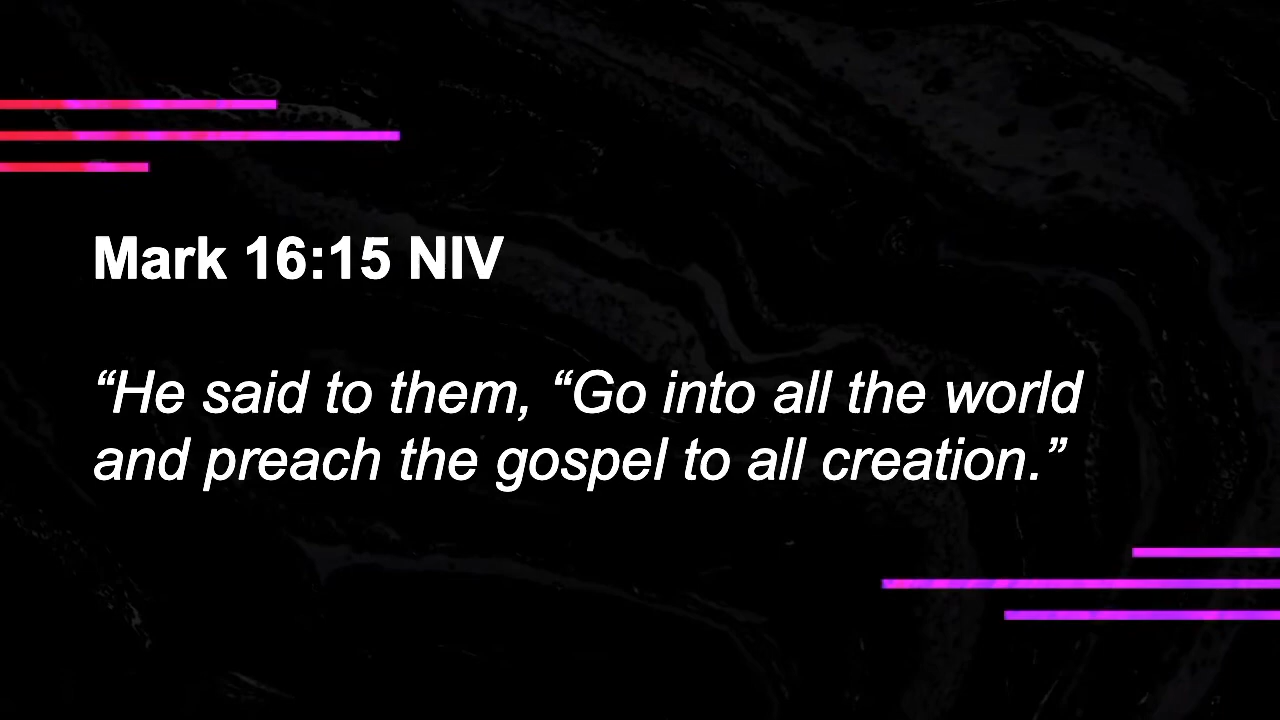 Mark 16:15 NIV
“He said to them, “Go into all the world
and preach the gospel to all creation.”